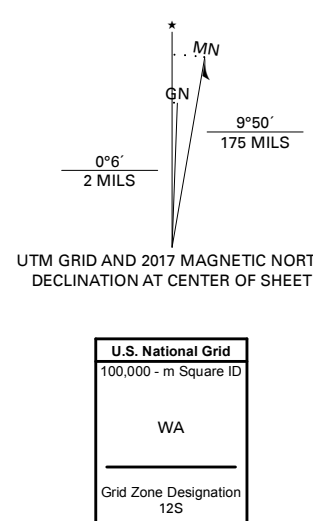 ★
MN
GN
9°50´
175 MILS
0°6´
2 MILS
UTM GRID AND 2017 MAGNETIC NORT
DECLINATION AT CENTER OF SHEET
U.S. National Grid
100,000 - m Square ID
WA
Grid Zone Designation
12S